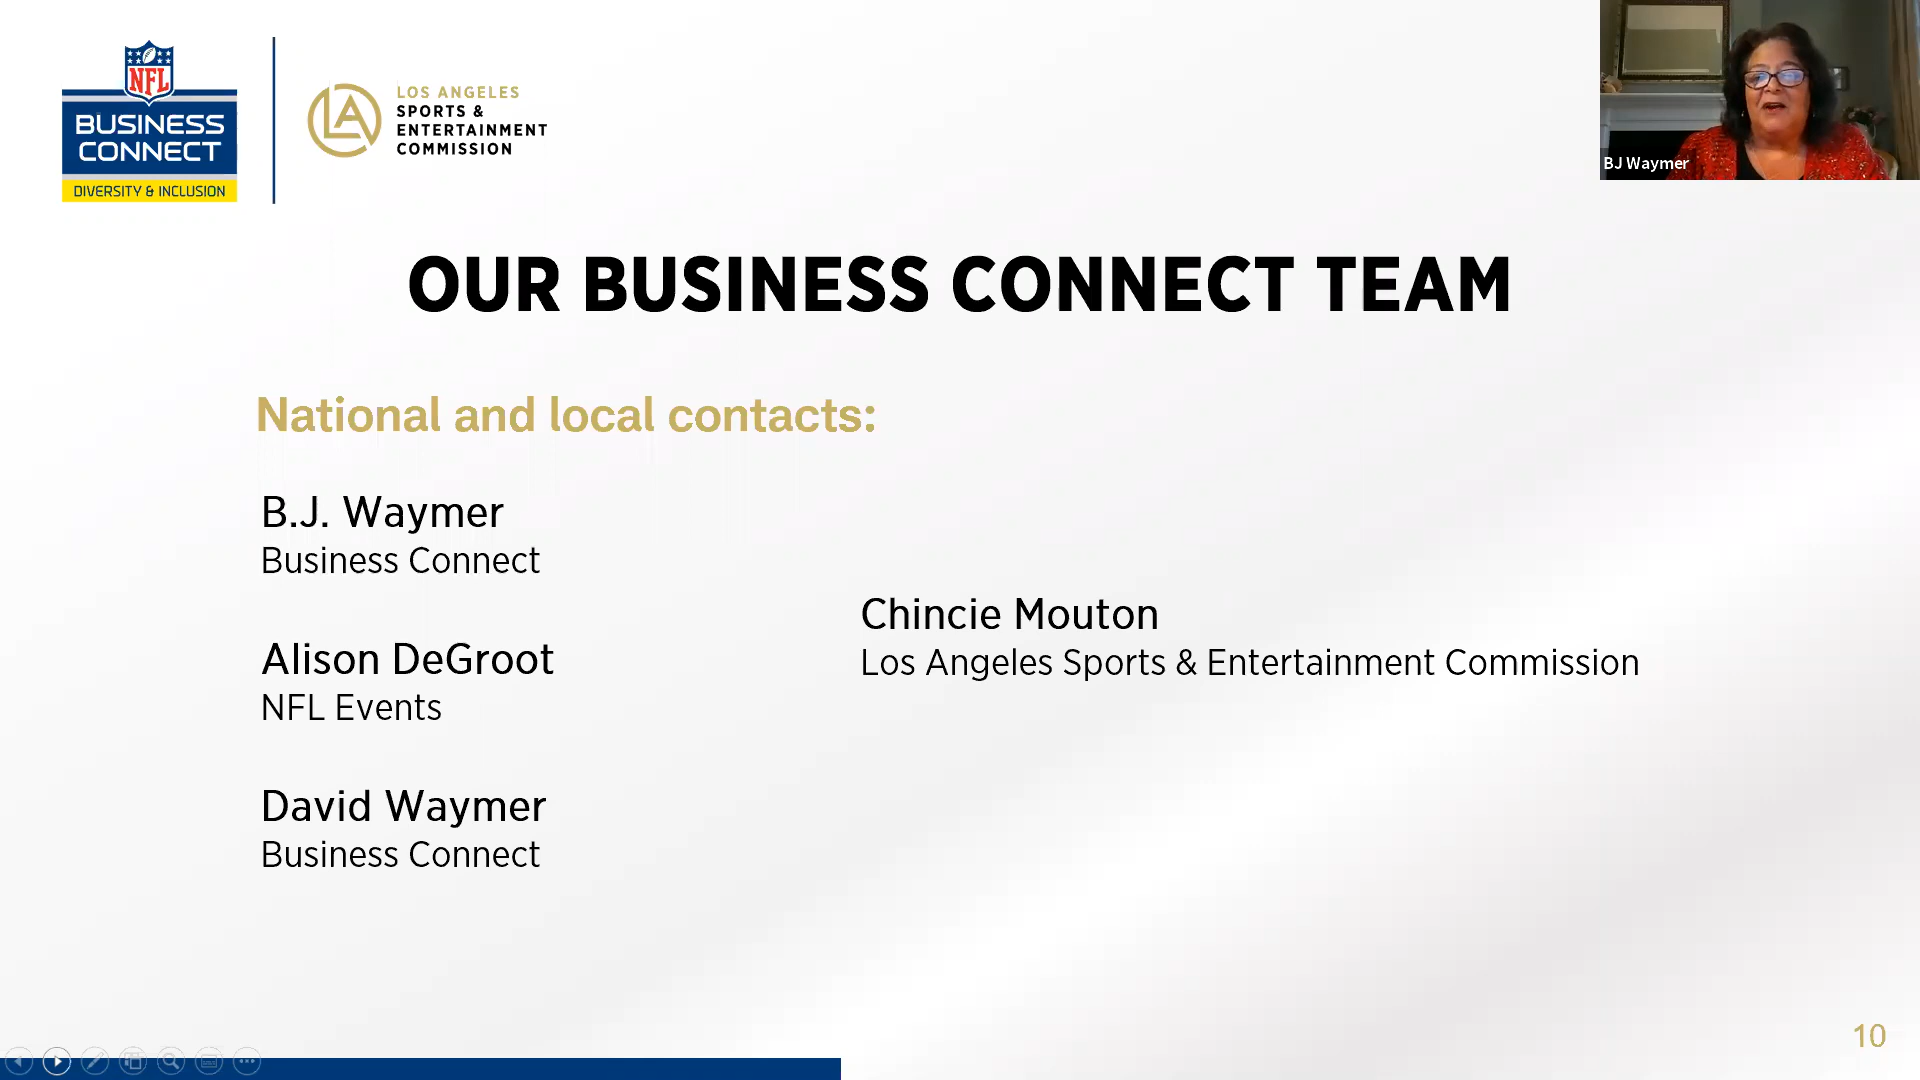 NFL
BUSINESS
CONNECT
DIVERSITY & INCLUSION
LA
LOS ANGELES
SPORTS &
ENTERTAINMENT
COMMISSION
BJ Waymer
OUR BUSINESS CONNECT TEAM
National and local contacts:
B.J. Waymer
Business Connect
Alison DeGroot
NFL Events
David Waymer
Business Connect
Chincie Mouton
Los Angeles Sports & Entertainment Commission
10